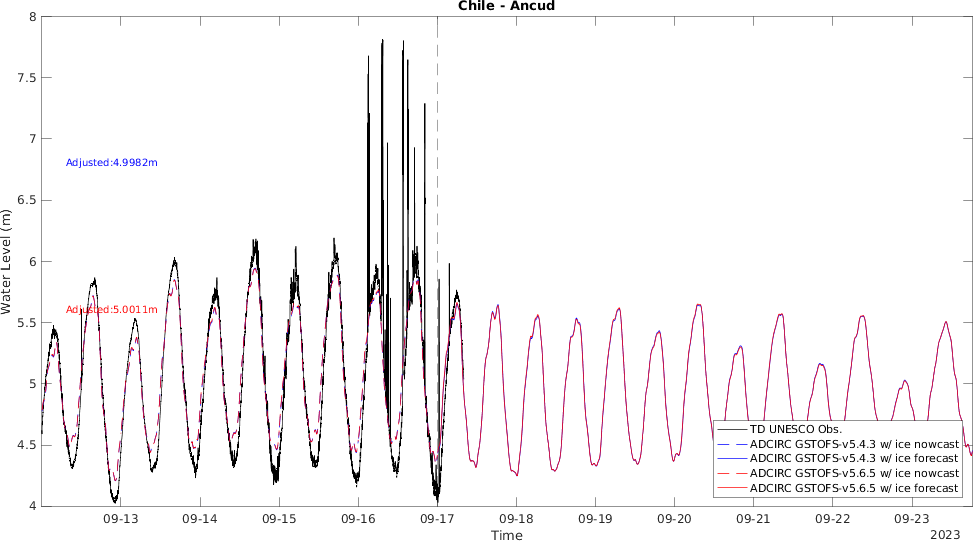 Chile - Ancud
8
7.5
7
6.5
6
5.5
5
4.5
4
Water Level (m)
Adjusted:4.9982m
Adjusted:5.0011m
TD UNESCO Obs.
ADCIRC GSTOFS-v5.4.3 w/ ice nowcast
ADCIRC GSTOFS-v5.4.3 w/ ice forecast
ADCIRC GSTOFS-v5.6.5 w/ ice nowcast
ADCIRC GSTOFS-v5.6.5 w/ ice forecast
09-13 09-14 09-15 09-16 09-17 09-18 09-19 09-20 09-21 09-22 09-23
Time
2023